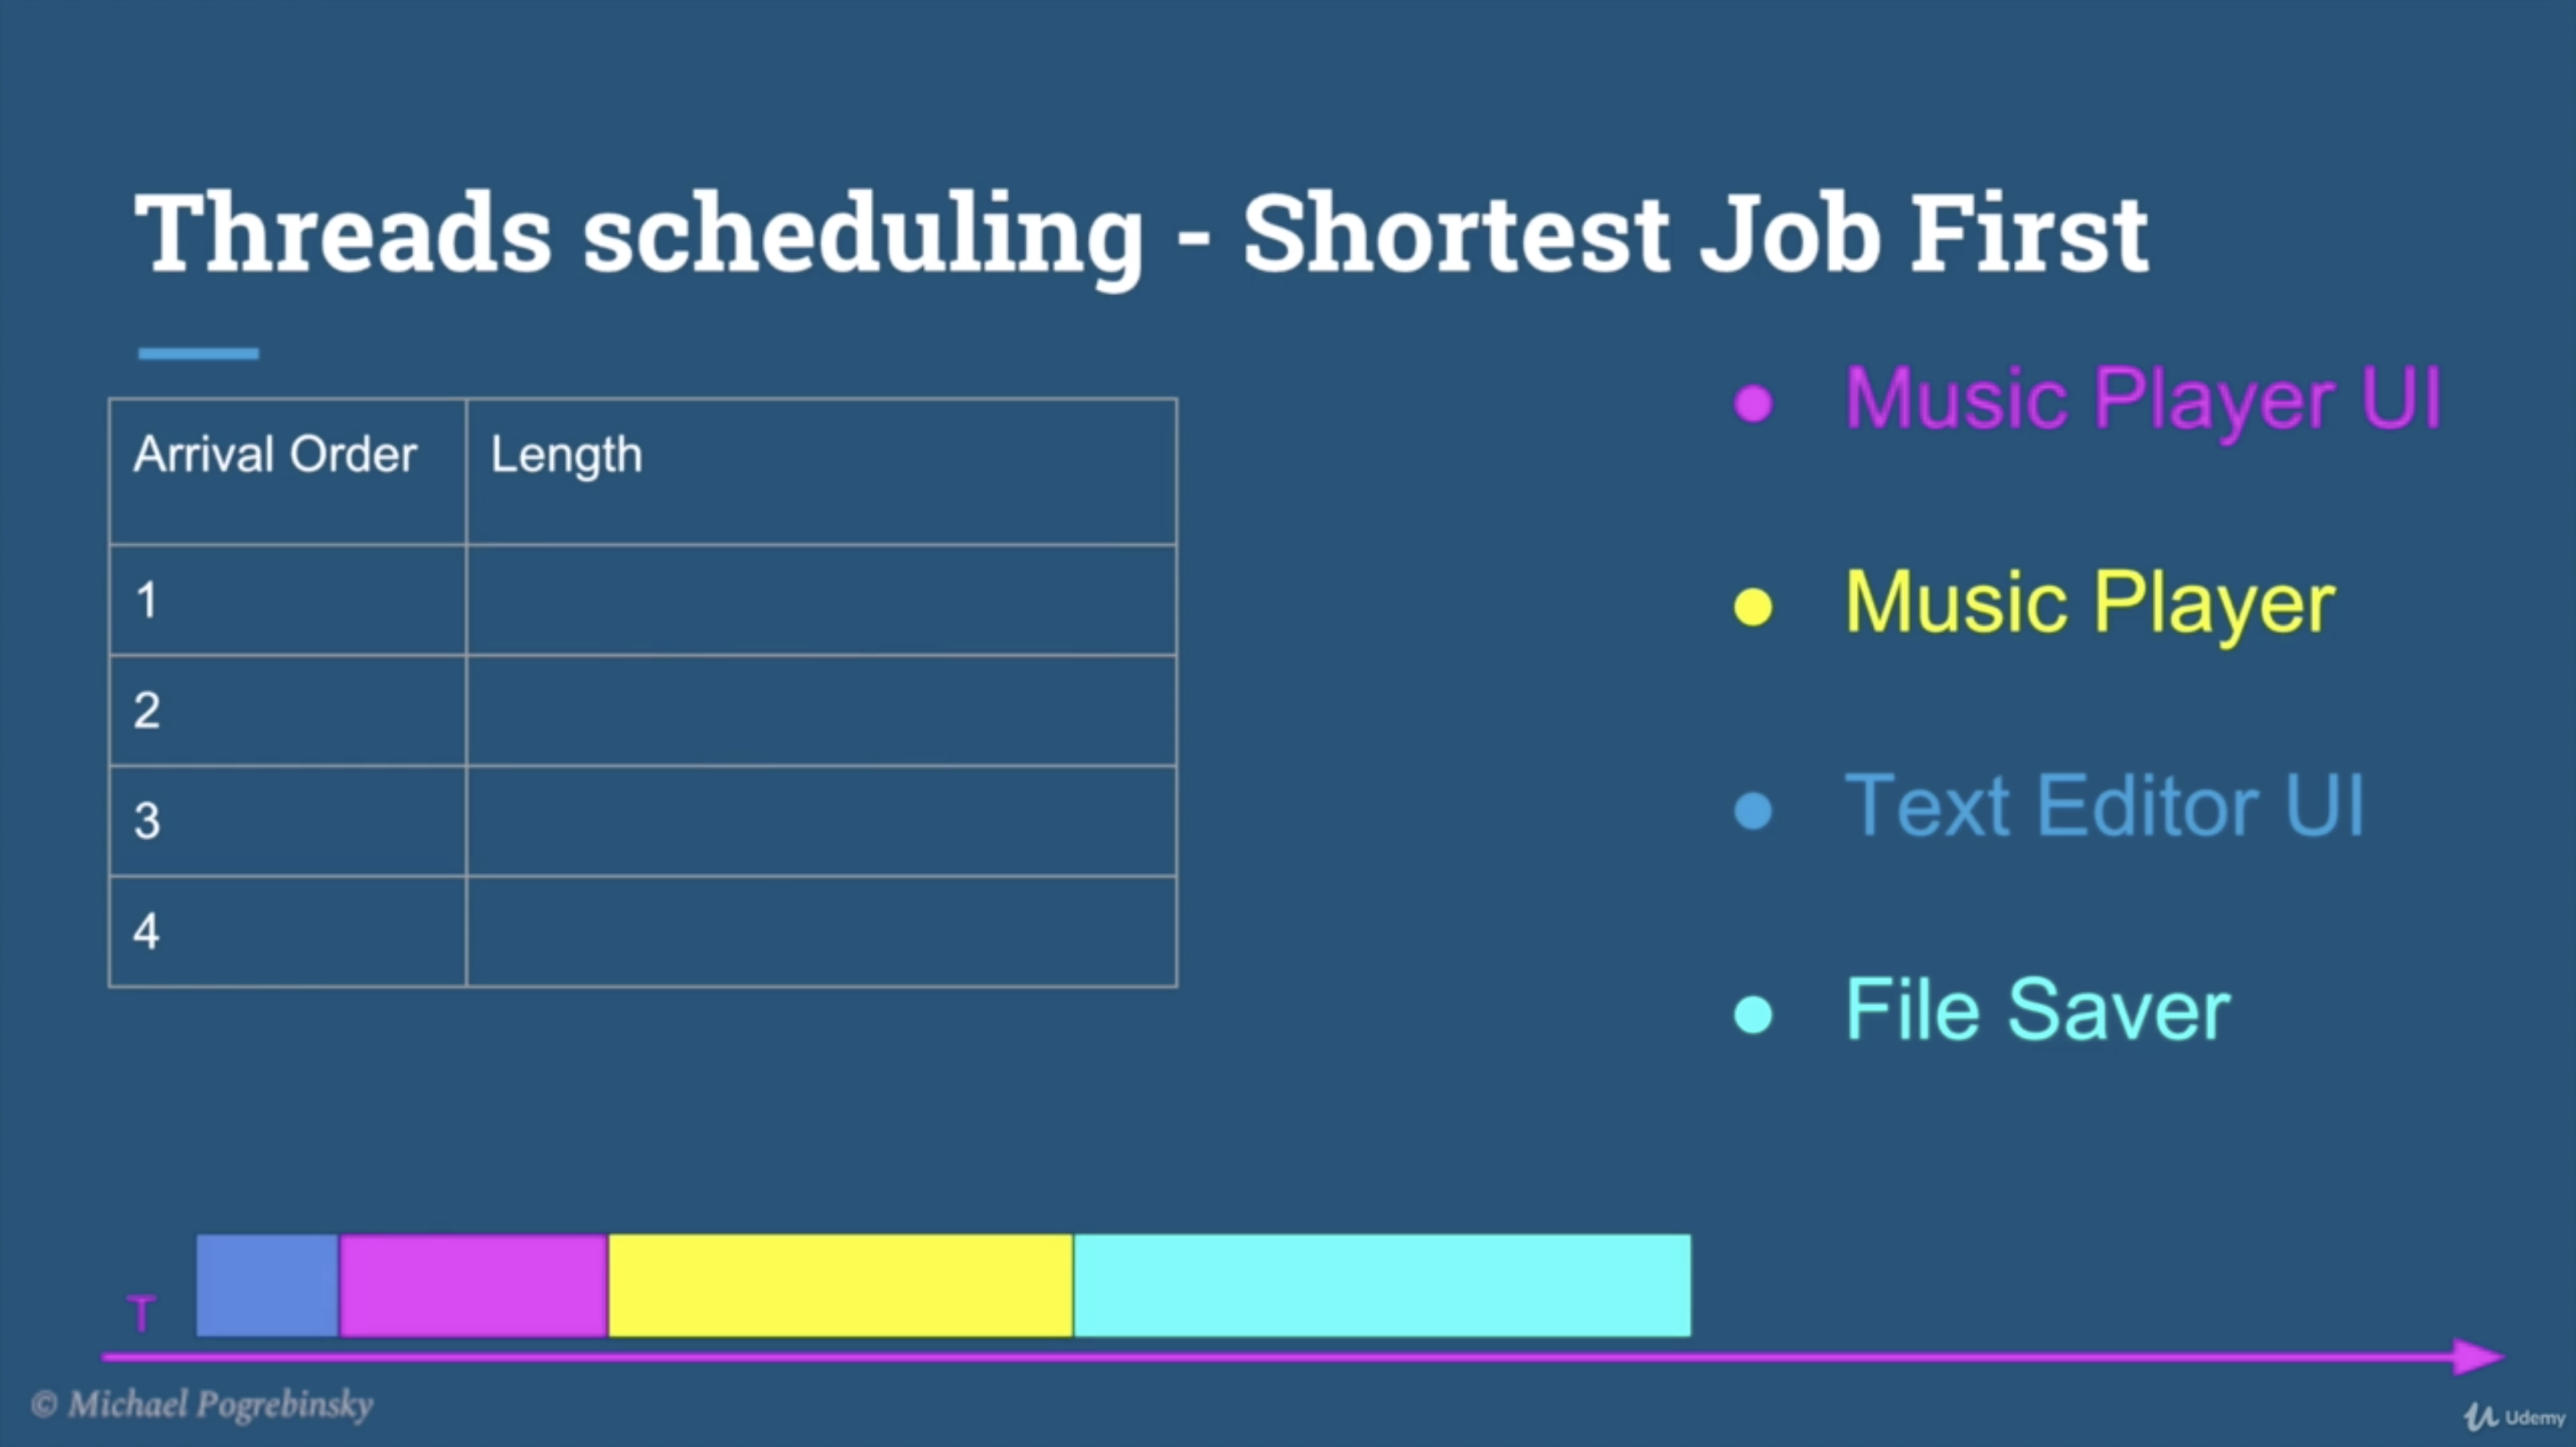 Threads scheduling - Shortest Job First
Arrival Order Length
1
2
3
4
Music Player UI
Music Player
Text Editor UI
File Saver
T
© Michael Pogrebinsky
Udemy